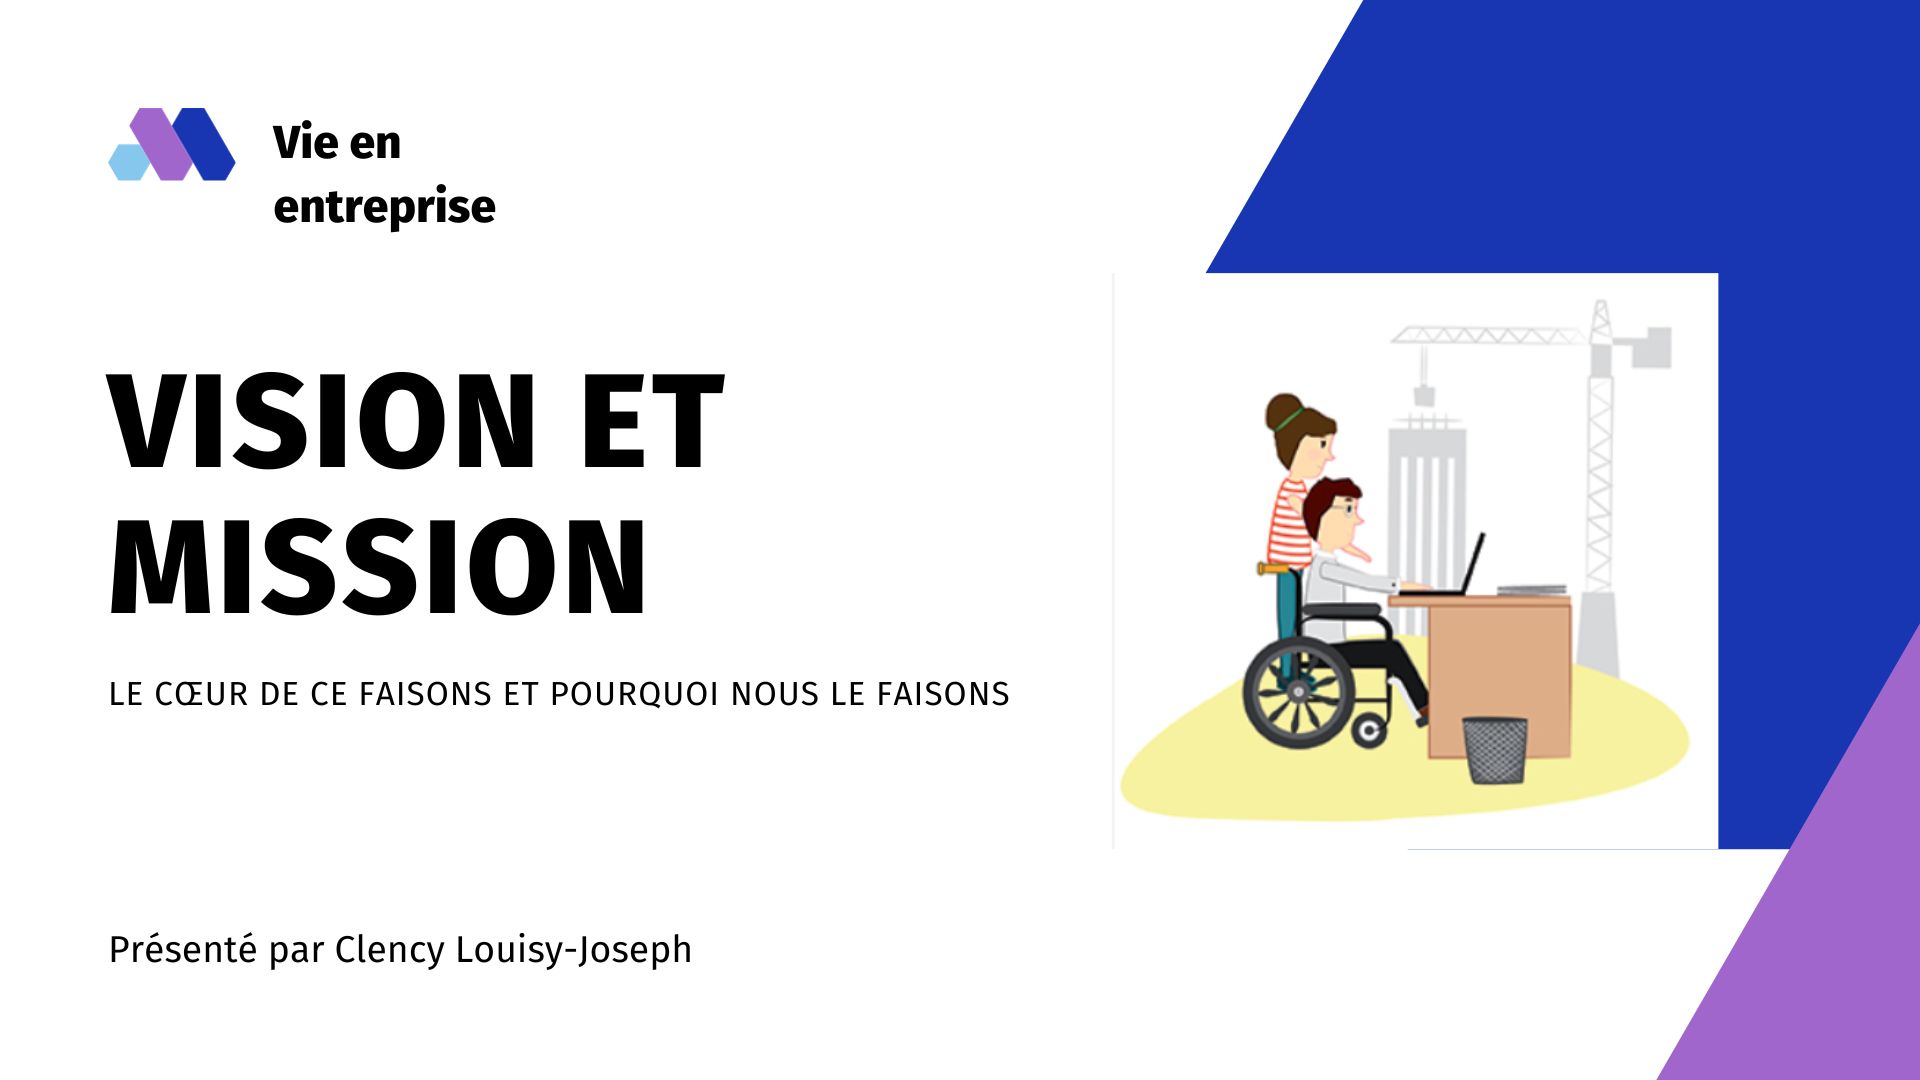 Vie en
entreprise
VISION ET
MISSION
LE CŒUR DE CE FAISONS ET POURQUOI NOUS LE FAISONS
Présenté par Clency Louisy-Joseph